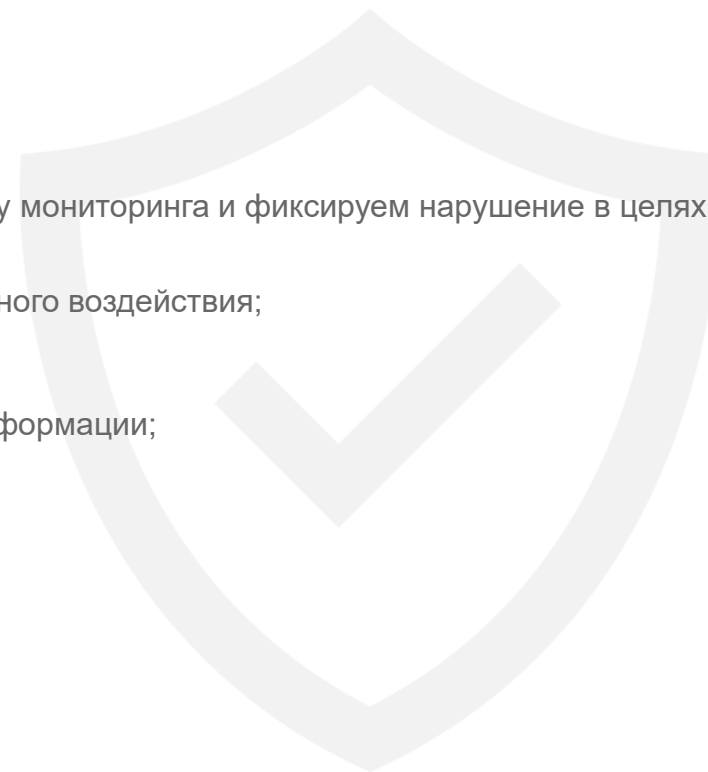 у мониторинга и фиксируем нарушение в целях
ного воздействия;
формации;